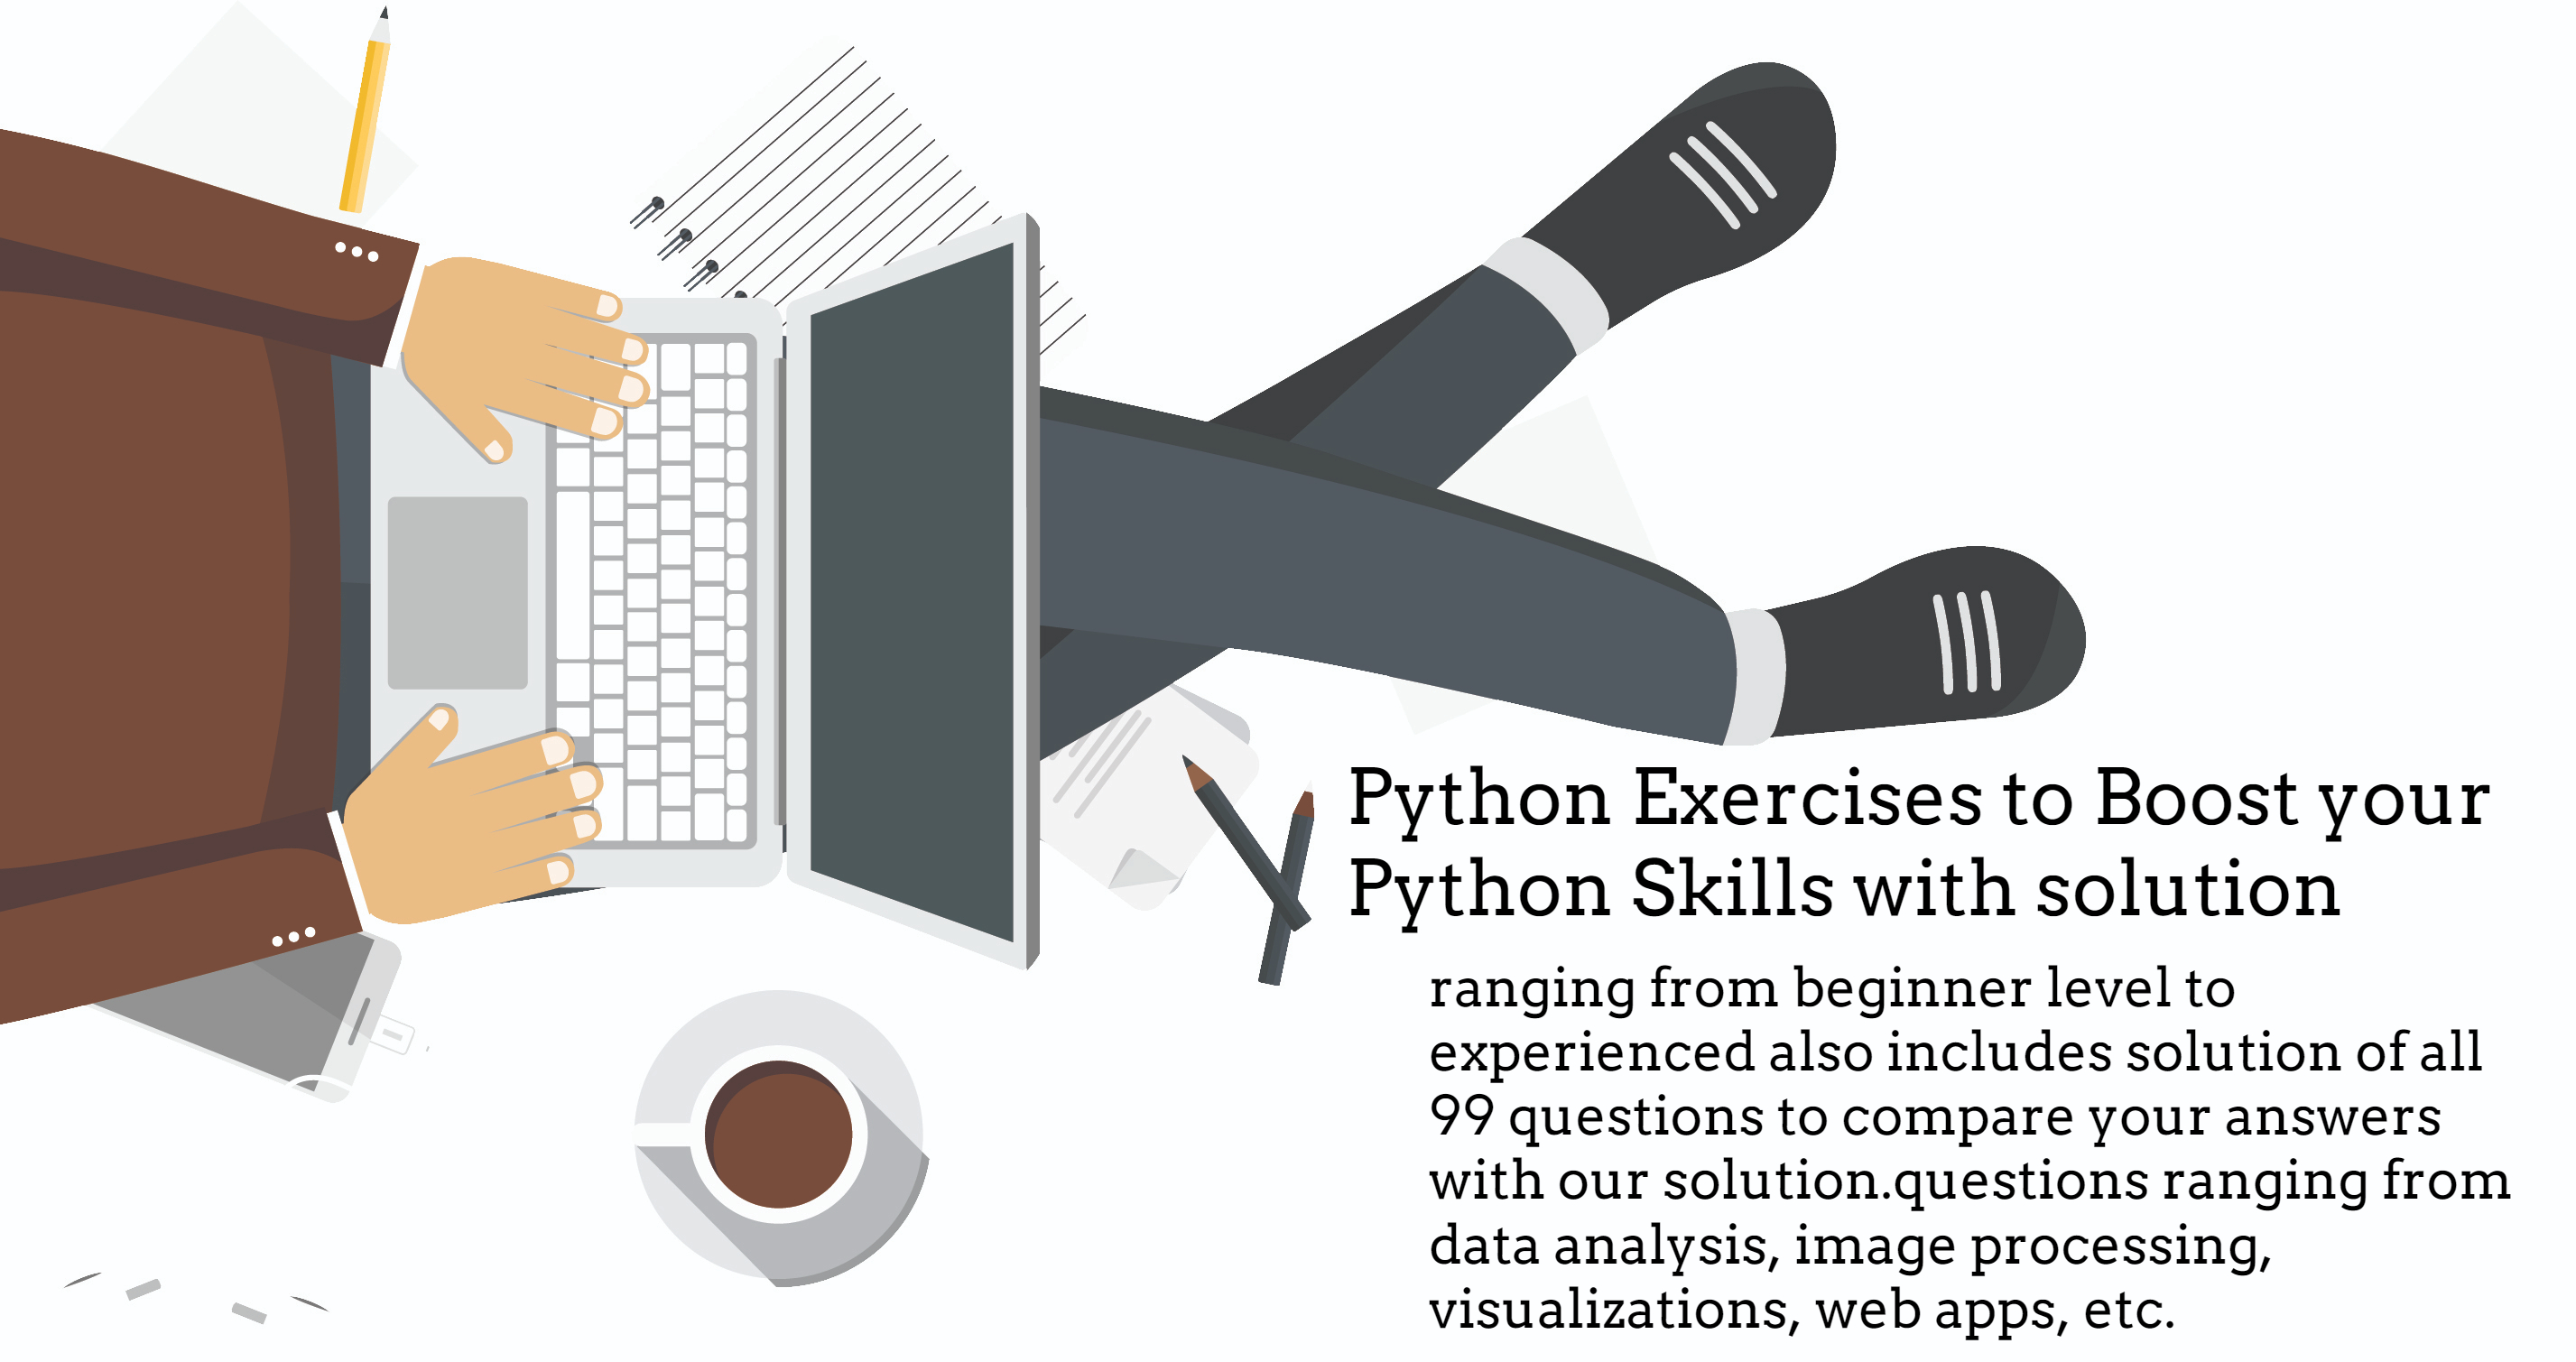 Python Exercises to Boost your
Python Skills with solution
ranging from beginner level to
experienced also includes solution of all
99 questions to compare your answers
with our solution.questions ranging from
data analysis, image processing,
visualizations, web apps, etc.